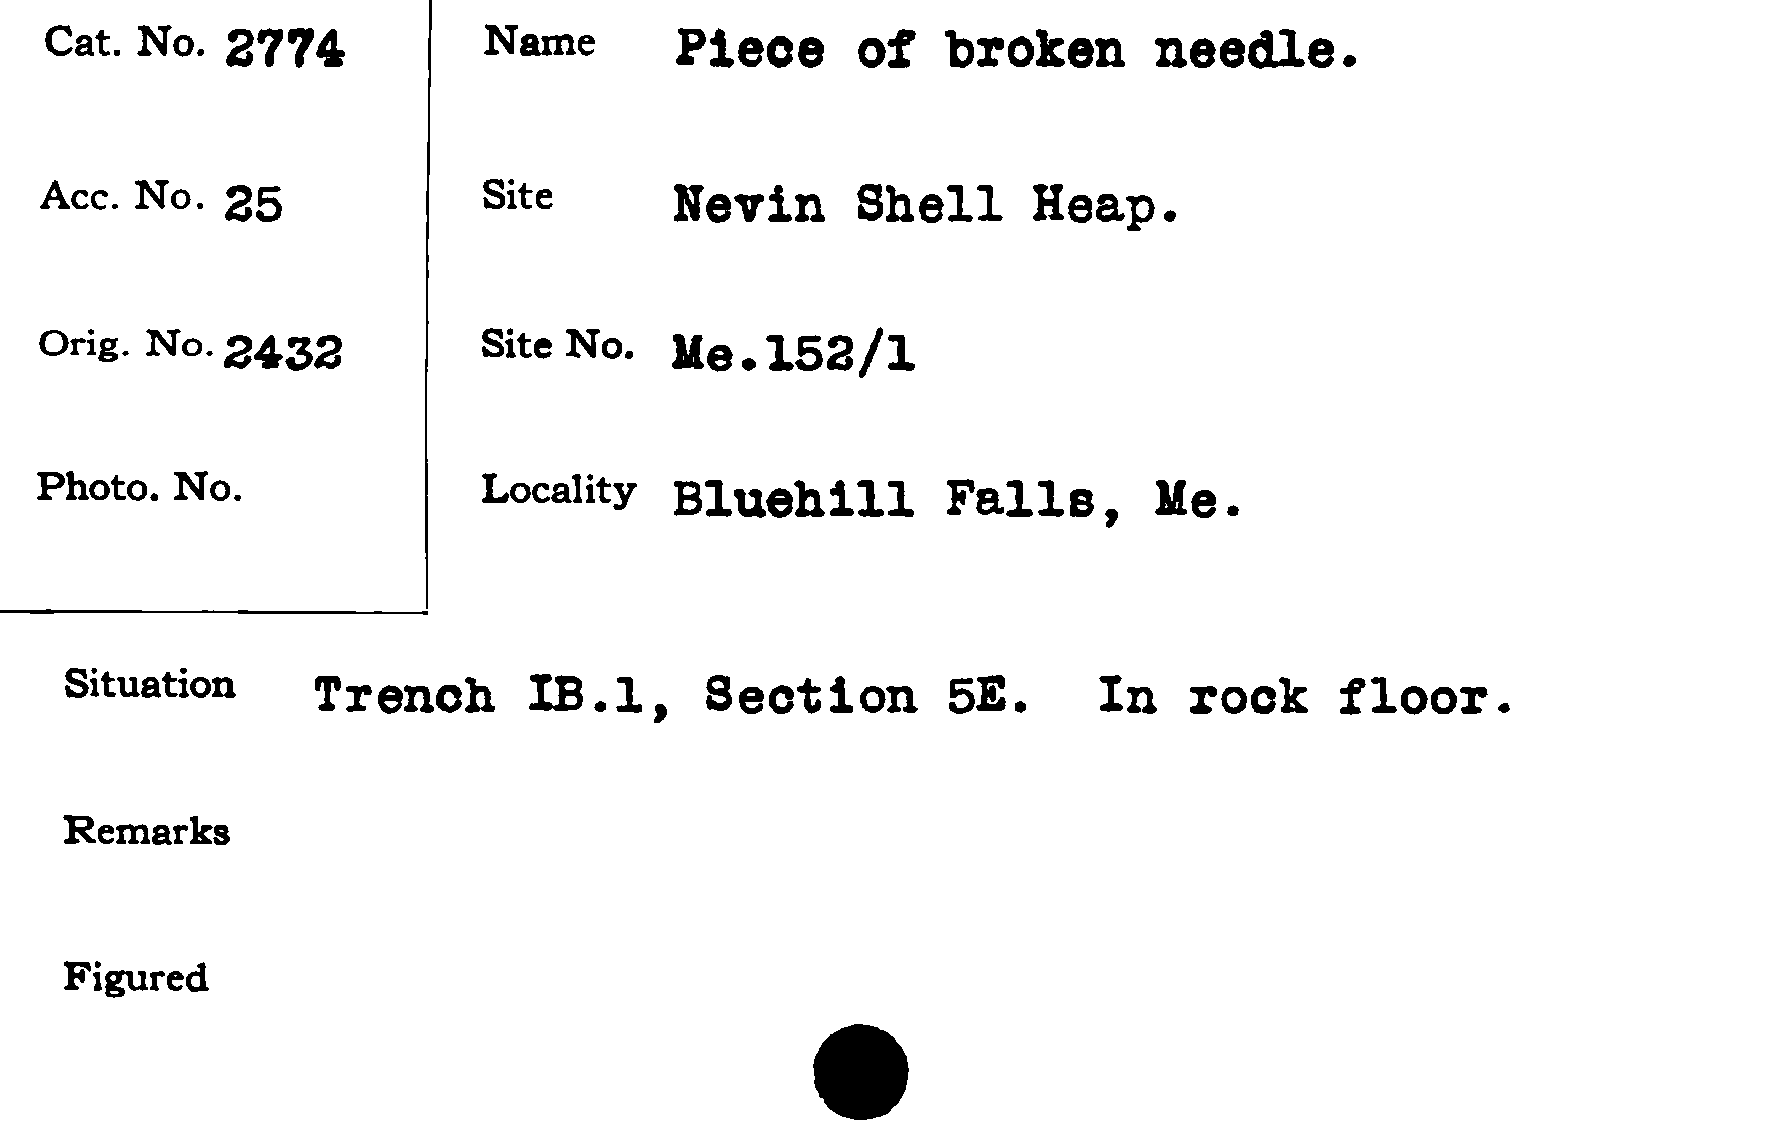 Cat. No. 2774
Name Piece of broken needle.
Acc. No. 25
Site Nevin Shell Heap.
Orig. No. 2432
Site No. Me.152/1
Photo. No.
Locality Bluehill Falls, Me.
Situation Trench IB.1, Section 5E. In rock floor.
Remarks
Figured